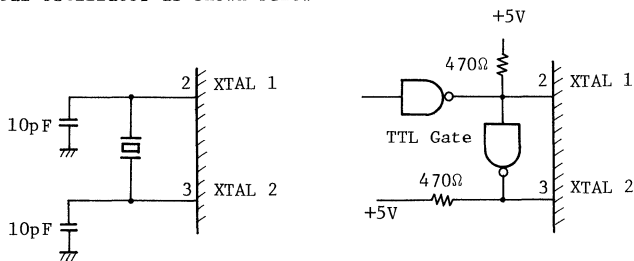 +5V
470Ω
2 XTAL 1
10pF
TTL Gate
3 XTAL 2
10pF
2 XTAL 1
470Ω
+5V
3 XTAL 2